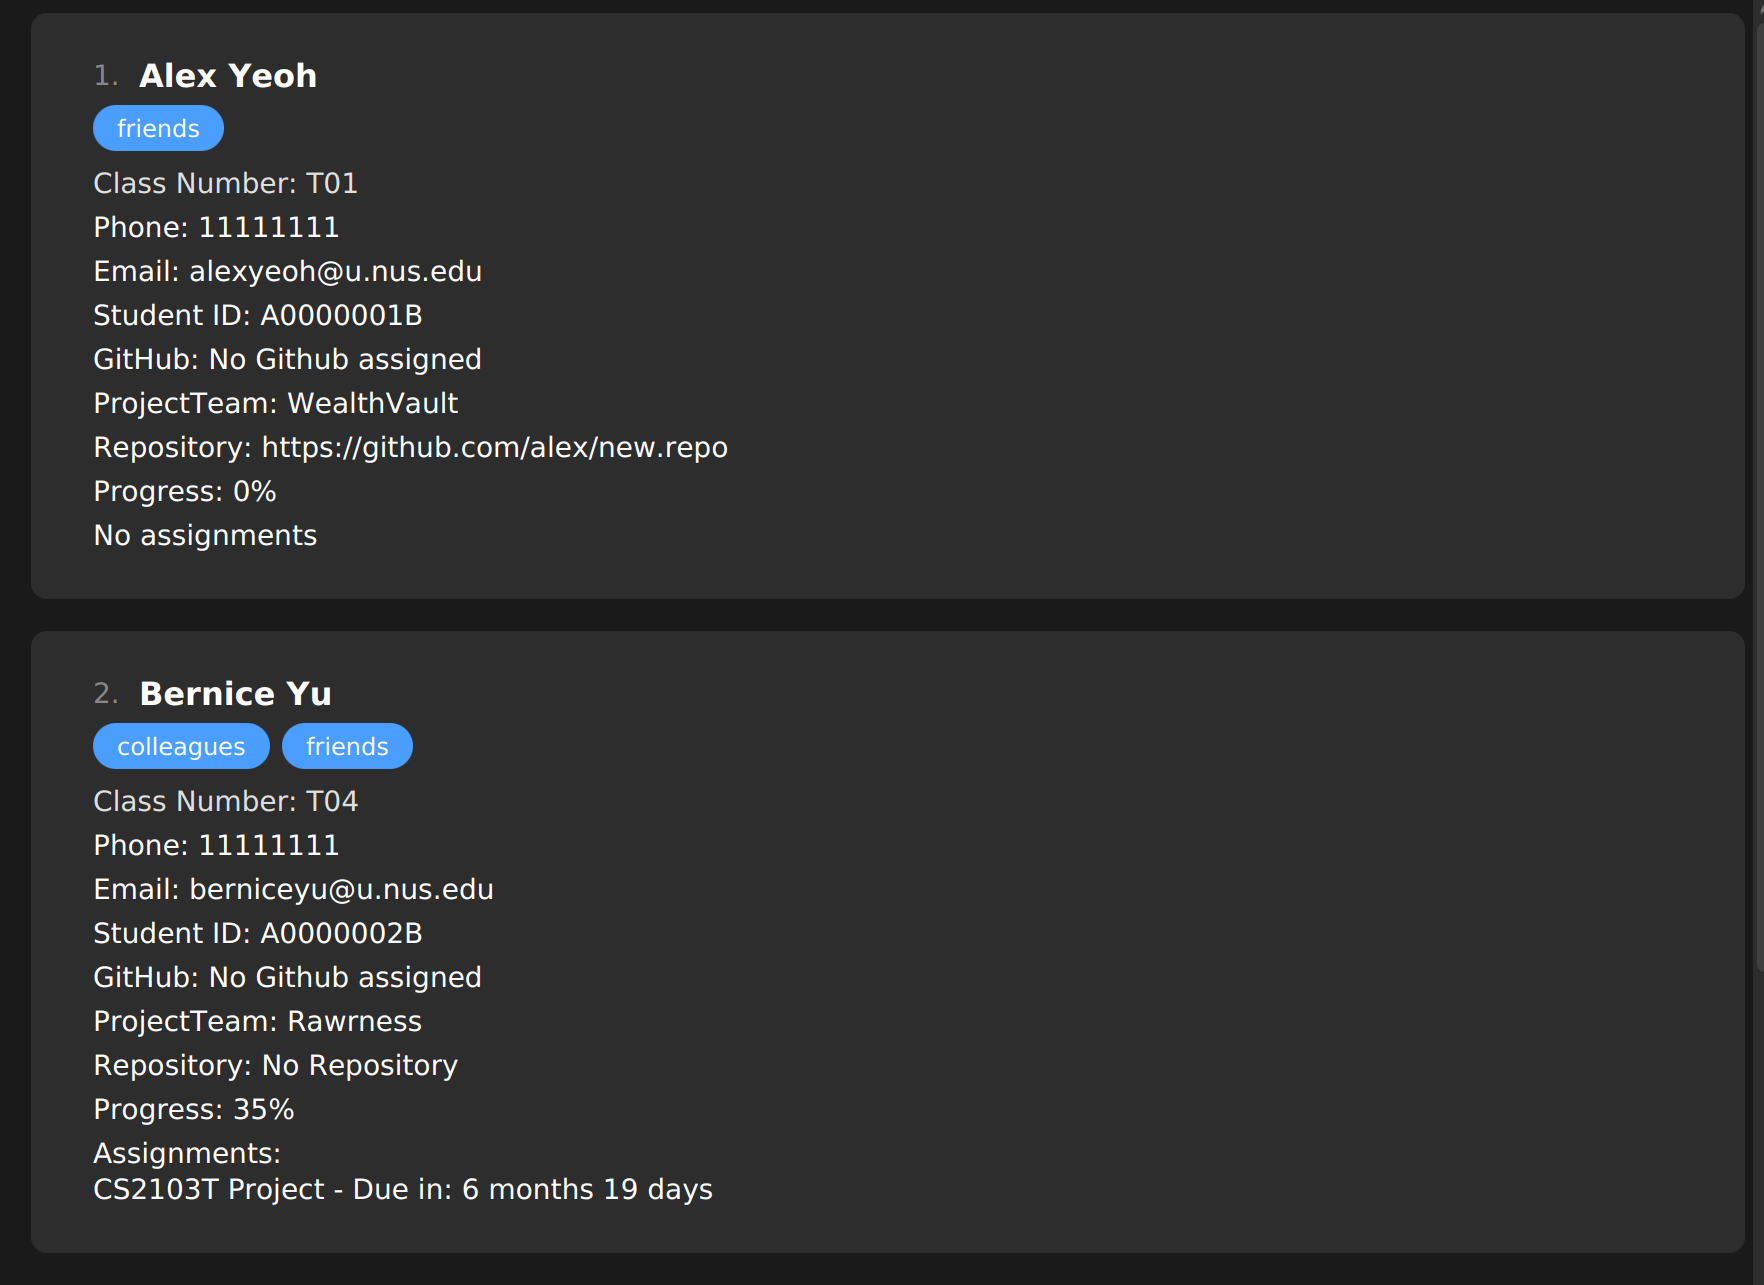 1. Alex Yeoh
friends
Class Number: T01
Phone: 11111111
Email: alexyeoh@u.nus.edu
Student ID: A0000001B
GitHub: No Github assigned
ProjectTeam: WealthVault
Repository: https://github.com/alex/new.repo
Progress: 0%
No assignments
2. Bernice Yu
colleagues friends
Class Number: T04
Phone: 11111111
Email: berniceyu@u.nus.edu
Student ID: A0000002B
GitHub: No Github assigned
ProjectTeam: Rawrness
Repository: No Repository
Progress: 35%
Assignments:
CS2103T Project - Due in: 6 months 19 days